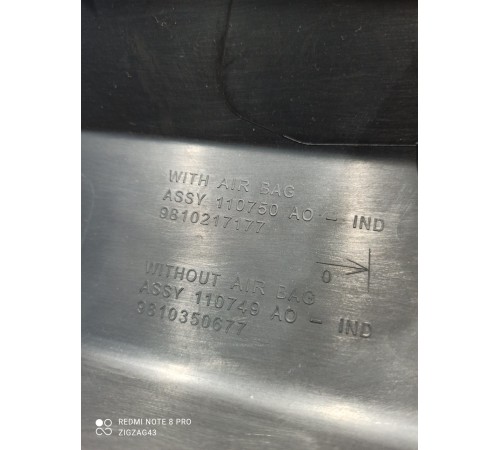 WITH AIR BAG
ASSY 110750 AO - IND
9810217177
0
WITHOUT AIR BAG
ASSY 110749 AO - IND
9810350677
REDMI NOTE 8 PRO
ZIGZAG43